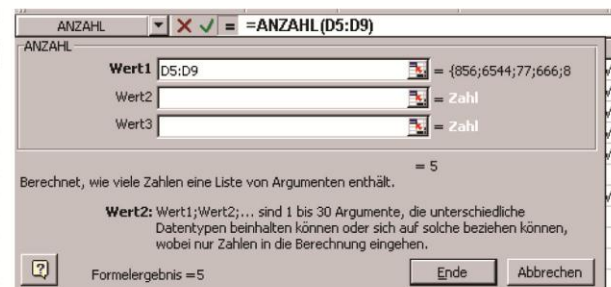 ANZAHL = =ANZAHL(D5:D9)
ANZAHL
Wert1 D5:D9 = {856;6544;77;666;8
Wert2 = Zahl
Wert3 = Zahl
= 5
Berechnet, wie viele Zahlen eine Liste von Argumenten enthält.
Wert2: Wert1;Wert2;... sind 1 bis 30 Argumente, die unterschiedliche
Datentypen beinhalten können oder sich auf solche beziehen können,
wobei nur Zahlen in die Berechnung eingehen.
? Formelergebnis =5 Ende Abbrechen